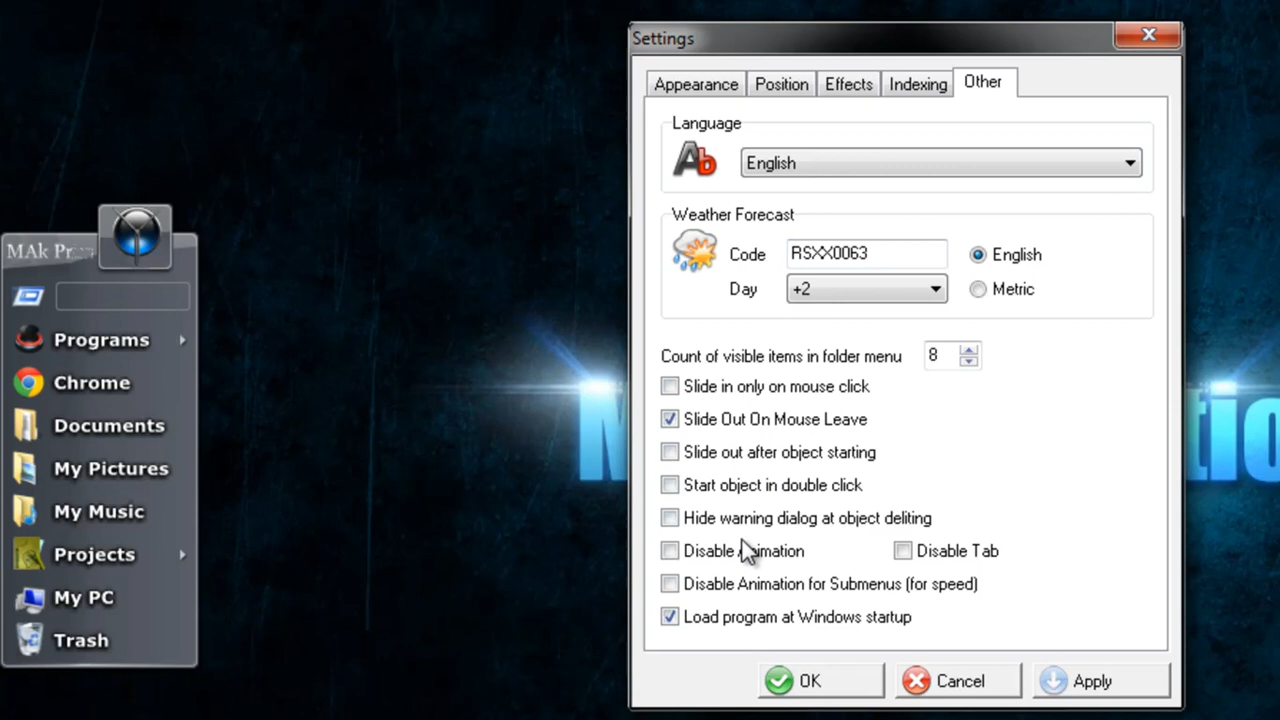 Settings
Appearance Position Effects Indexing Other
Language
Ab English
Weather Forecast
Code RSXX0063 English
Day +2 Metric
Count of visible items in folder menu 8
Slide in only on mouse click
Slide Out On Mouse Leave
Slide out after object starting
Start object in double click
Hide warning dialog at object deliting
Disable Animation Disable Tab
Disable Animation for Submenus (for speed)
Load program at Windows startup
OK Cancel Apply
MAk
Programs
Chrome
Documents
My Pictures
My Music
Projects
My PC
Trash